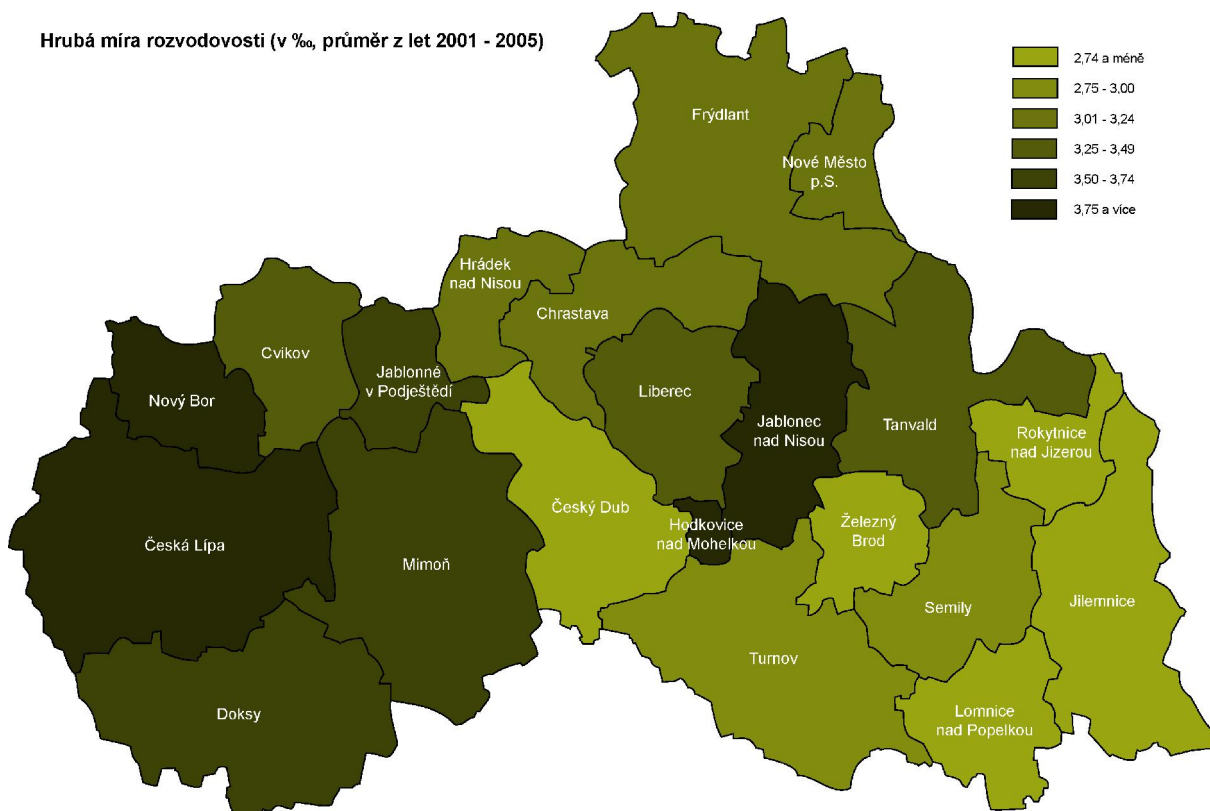 Hrubá míra rozvodovosti (v ‰, průměr z let 2001 - 2005)
2,74 a méně
2,75 - 3,00
3,01 - 3,24
3,25 - 3,49
3,50 - 3,74
3,75 a více
Frýdlant
Nové Město
p.S.
Hrádek
nad Nisou
Chrastava
Cvikov
Jablonné
v Podještědí
Nový Bor
Liberec
Jablonec
nad Nisou
Tanvald
Rokytnice
nad Jizerou
Český Dub
Hodkovice
nad Mohelkou
Železný
Brod
Česká Lípa
Mimoň
Semily
Jilemnice
Turnov
Doksy
Lomnice
nad Popelkou